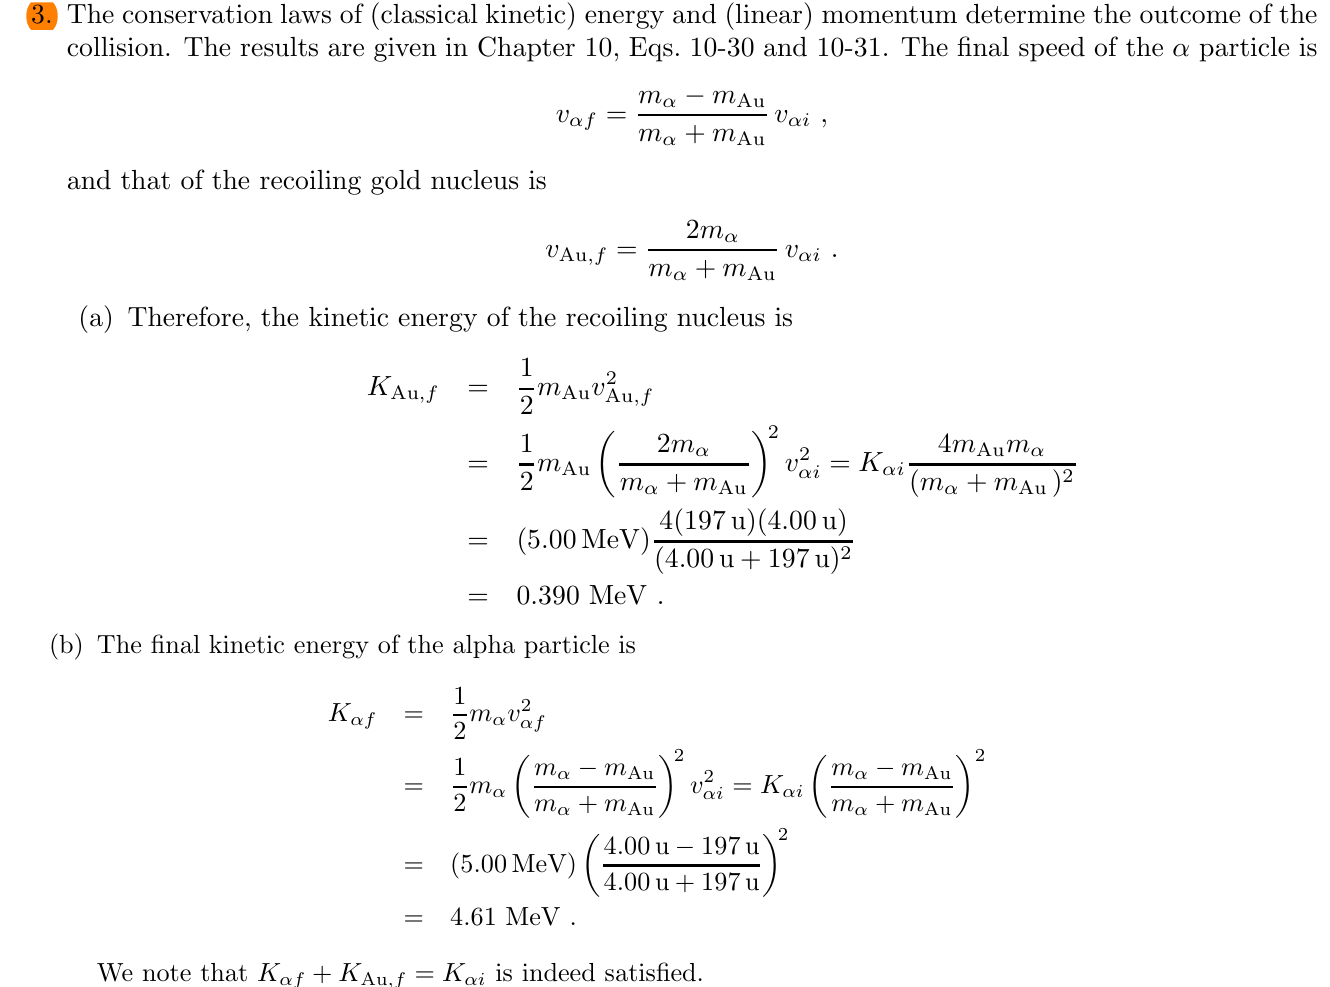 3. The conservation laws of (classical kinetic) energy and (linear) momentum determine the outcome of the
collision. The results are given in Chapter 10, Eqs. 10-30 and 10-31. The final speed of the α particle is
$v_{\alpha f} = \frac{m_\alpha - m_{\text{Au}}}{m_\alpha + m_{\text{Au}}} v_{\alpha i}$ ,
and that of the recoiling gold nucleus is
$v_{\text{Au},f} = \frac{2m_\alpha}{m_\alpha + m_{\text{Au}}} v_{\alpha i}$ .
(a) Therefore, the kinetic energy of the recoiling nucleus is
$K_{\text{Au},f} = \frac{1}{2} m_{\text{Au}} v_{\text{Au},f}^2$
$= \frac{1}{2} m_{\text{Au}} \left( \frac{2m_\alpha}{m_\alpha + m_{\text{Au}}} \right)^2 v_{\alpha i}^2 = K_{\alpha i} \frac{4m_{\text{Au}} m_\alpha}{(m_\alpha + m_{\text{Au}})^2}$
$= (5.00\,\text{MeV}) \frac{4(197\,\text{u})(4.00\,\text{u})}{(4.00\,\text{u} + 197\,\text{u})^2}$
= 0.390 MeV .
(b) The final kinetic energy of the alpha particle is
$K_{\alpha f} = \frac{1}{2} m_\alpha v_{\alpha f}^2$
$= \frac{1}{2} m_\alpha \left( \frac{m_\alpha - m_{\text{Au}}}{m_\alpha + m_{\text{Au}}} \right)^2 v_{\alpha i}^2 = K_{\alpha i} \left( \frac{m_\alpha - m_{\text{Au}}}{m_\alpha + m_{\text{Au}}} \right)^2$
$= (5.00\,\text{MeV}) \left( \frac{4.00\,\text{u} - 197\,\text{u}}{4.00\,\text{u} + 197\,\text{u}} \right)^2$
= 4.61 MeV .
We note that $K_{\alpha f} + K_{\text{Au},f} = K_{\alpha i}$ is indeed satisfied.